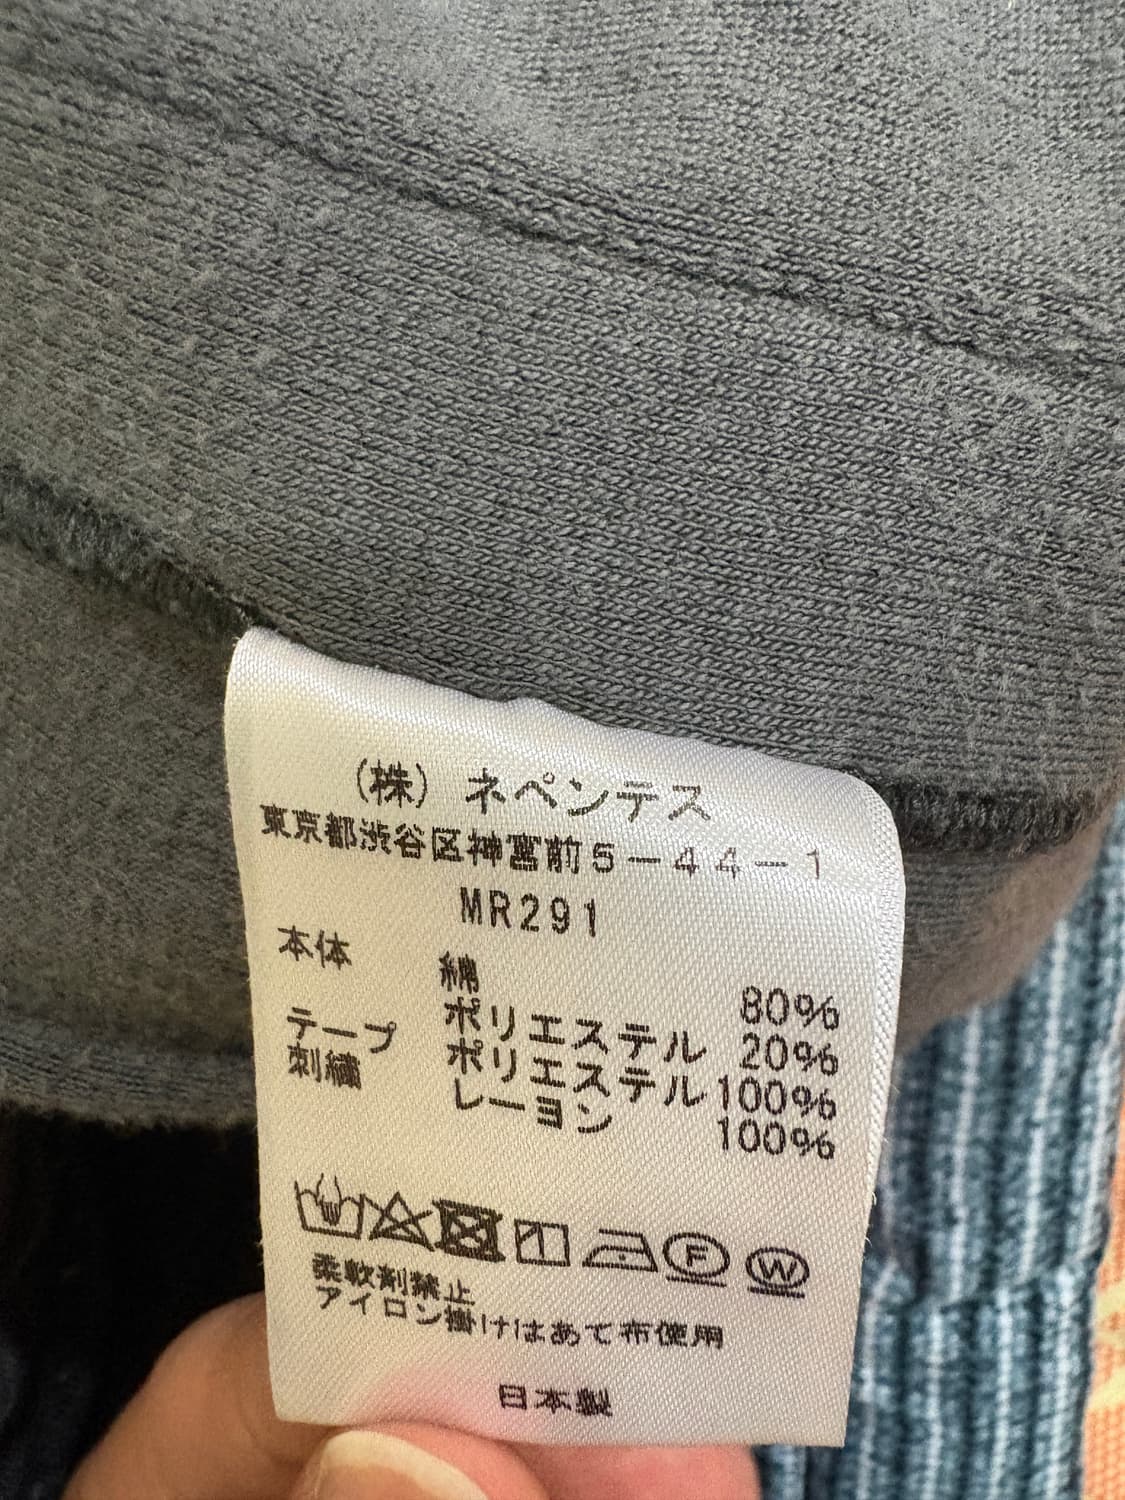 （株）ネペンテス
東京都渋谷区神宮前5－44－1
MR291
本体 綿 80%
ポリエステル 20%
テープ ポリエステル 100%
刺繍 レーヨン 100%
F W
柔軟剤禁止
アイロン掛けはあて布使用
日本製